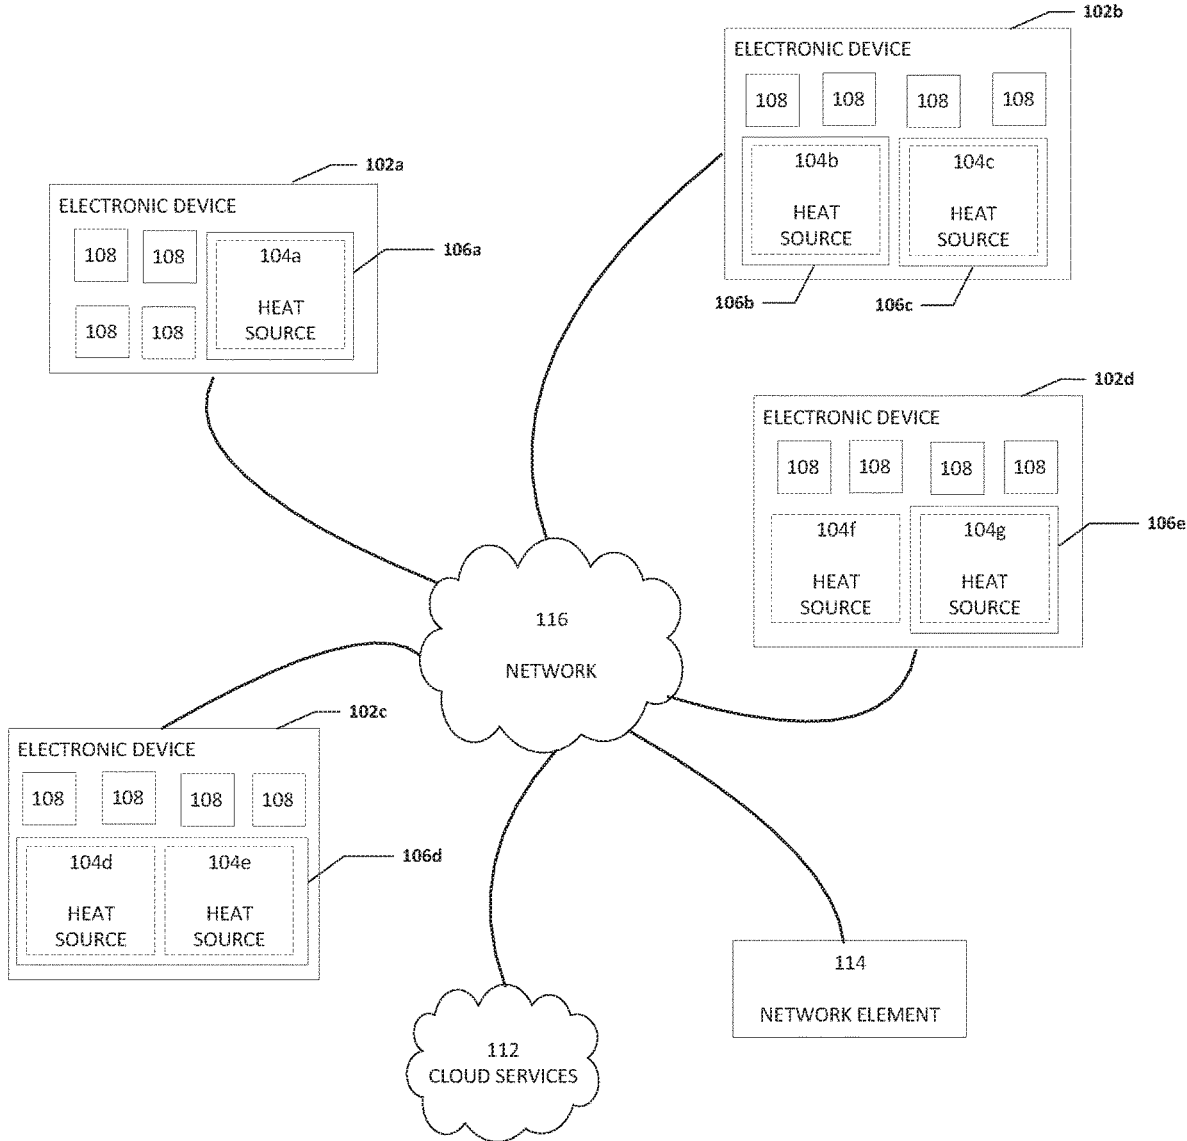 102b
ELECTRONIC DEVICE
108 108 108 108
104b 104c
HEAT HEAT
SOURCE SOURCE
106b 106c
102a
ELECTRONIC DEVICE
108 108
104a
106a
HEAT
108 108
SOURCE
102d
ELECTRONIC DEVICE
108 108 108 108
104f 104g
106e
HEAT HEAT
SOURCE SOURCE
116
NETWORK
102c
ELECTRONIC DEVICE
108 108 108 108
104d 104e
106d
HEAT HEAT
SOURCE SOURCE
114
NETWORK ELEMENT
112
CLOUD SERVICES